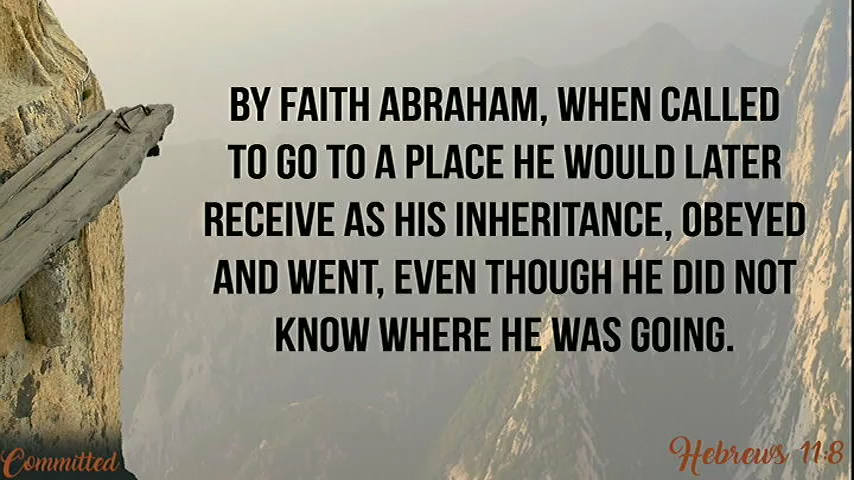 BY FAITH ABRAHAM, WHEN CALLED
TO GO TO A PLACE HE WOULD LATER
RECEIVE AS HIS INHERITANCE, OBEYED
AND WENT, EVEN THOUGH HE DID NOT
KNOW WHERE HE WAS GOING.
Committed
Hebrews 11:8